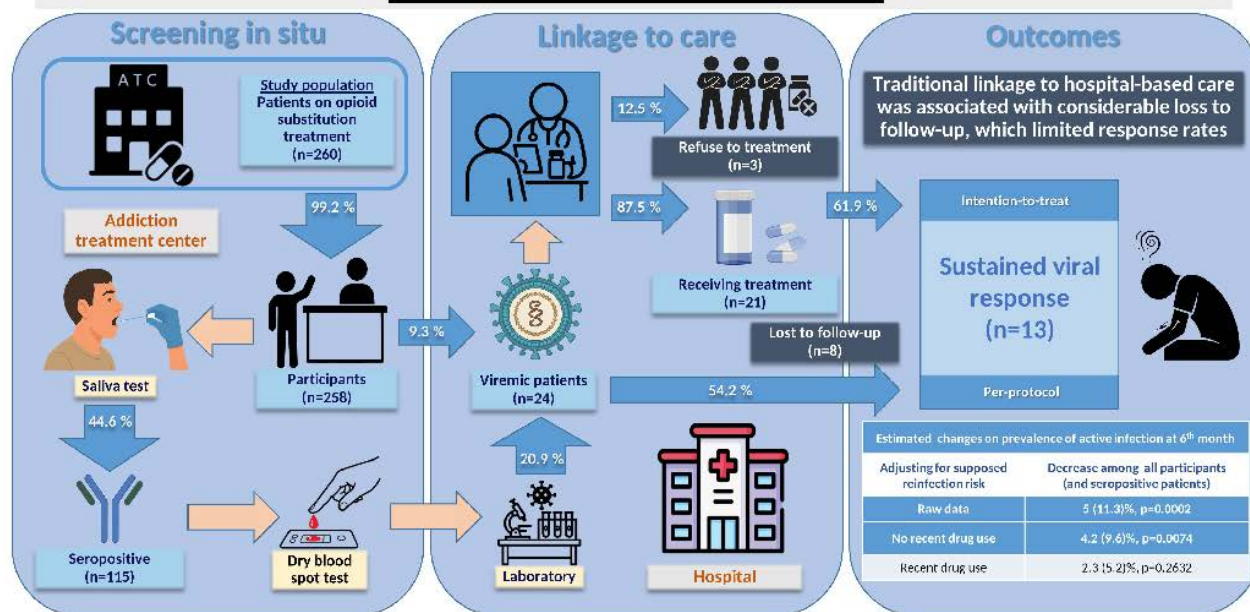 Screening in situ
ATC
Study population
Patients on opioid
substitution
treatment
(n=260)
99.2 %
Addiction
treatment center
Saliva test
Participants
(n=258)
44.6 %
Seropositive
(n=115)
Dry blood
spot test
Linkage to care
12.5 %
Refuse to treatment
(n=3)
87.5 %
Receiving treatment
(n=21)
9.3 %
Viremic patients
(n=24)
Lost to follow-up
(n=8)
54.2 %
20.9 %
Laboratory
Hospital
Outcomes
Traditional linkage to hospital-based care
was associated with considerable loss to
follow-up, which limited response rates
61.9 %
Intention-to-treat
Sustained viral
response
(n=13)
Per-protocol
Estimated changes on prevalence of active infection at 6th month
Adjusting for supposed
reinfection risk
Decrease among all participants
(and seropositive patients)
Raw data
5 (11.3)%, p=0.0002
No recent drug use
4.2 (9.6)%, p=0.0074
Recent drug use
2.3 (5.2)%, p=0.2632